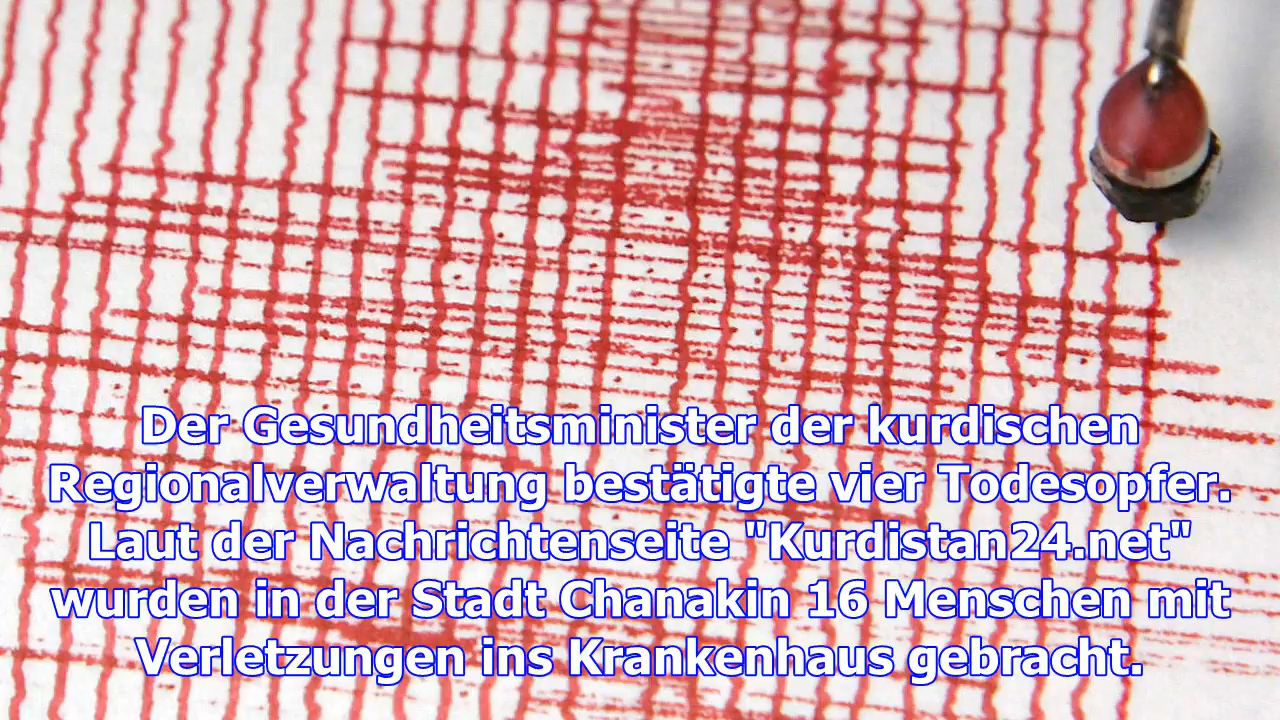 Der Gesundheitsminister der kurdischen
Regionalverwaltung bestätigte vier Todesopfer.
Laut der Nachrichtenseite "Kurdistan24.net"
wurden in der Stadt Chanakin 16 Menschen mit
Verletzungen ins Krankenhaus gebracht.